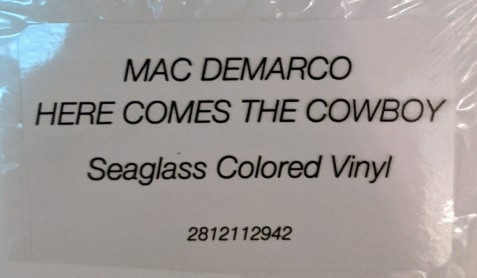 MAC DEMARCO
HERE COMES THE COWBOY
Seaglass Colored Vinyl
2812112942